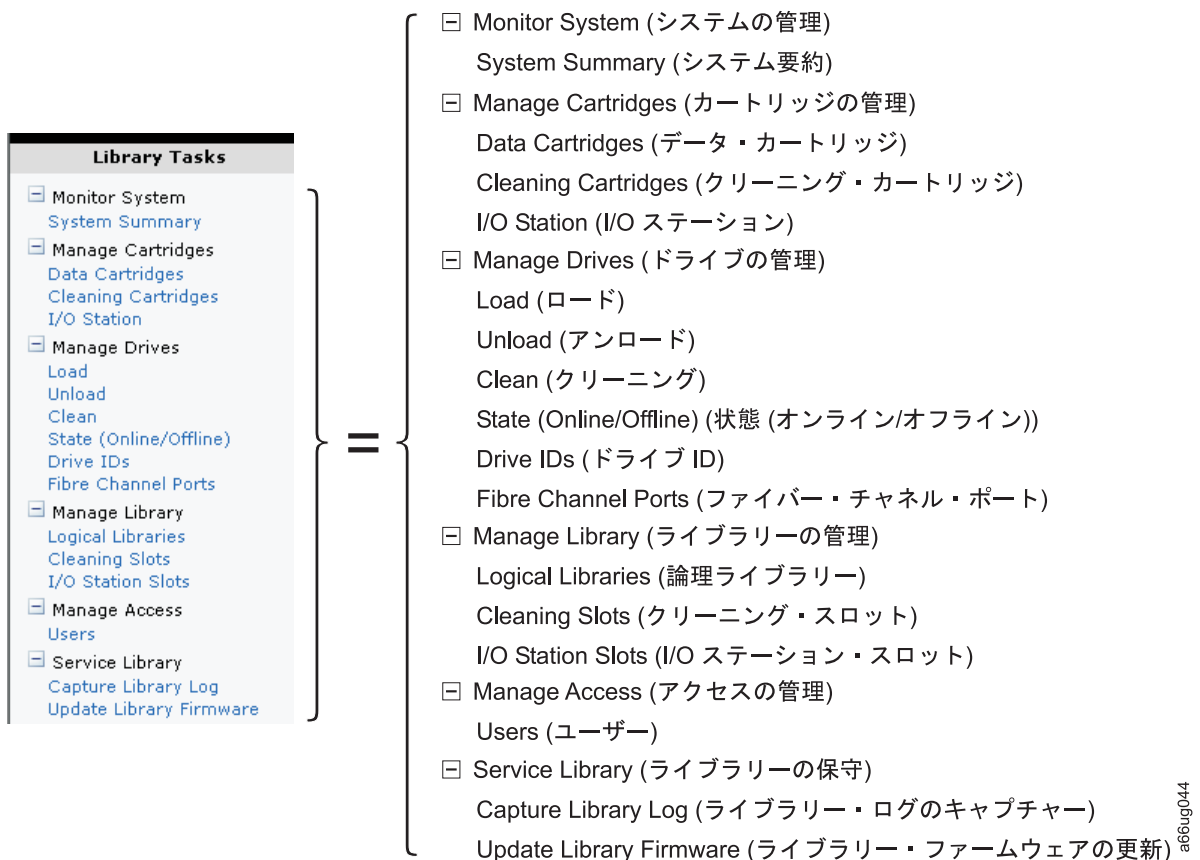 Library Tasks
Monitor System
System Summary
Manage Cartridges
Data Cartridges
Cleaning Cartridges
I/O Station
Manage Drives
Load
Unload
Clean
State (Online/Offline)
Drive IDs
Fibre Channel Ports
Manage Library
Logical Libraries
Cleaning Slots
I/O Station Slots
Manage Access
Users
Service Library
Capture Library Log
Update Library Firmware
=
Monitor System (システムの管理)
System Summary (システム要約)
Manage Cartridges (カートリッジの管理)
Data Cartridges (データ・カートリッジ)
Cleaning Cartridges (クリーニング・カートリッジ)
I/O Station (I/O ステーション)
Manage Drives (ドライブの管理)
Load (ロード)
Unload (アンロード)
Clean (クリーニング)
State (Online/Offline) (状態 (オンライン/オフライン))
Drive IDs (ドライブ ID)
Fibre Channel Ports (ファイバー・チャネル・ポート)
Manage Library (ライブラリーの管理)
Logical Libraries (論理ライブラリー)
Cleaning Slots (クリーニング・スロット)
I/O Station Slots (I/O ステーション・スロット)
Manage Access (アクセスの管理)
Users (ユーザー)
Service Library (ライブラリーの保守)
Capture Library Log (ライブラリー・ログのキャプチャー)
Update Library Firmware (ライブラリー・ファームウェアの更新)
a66ug044